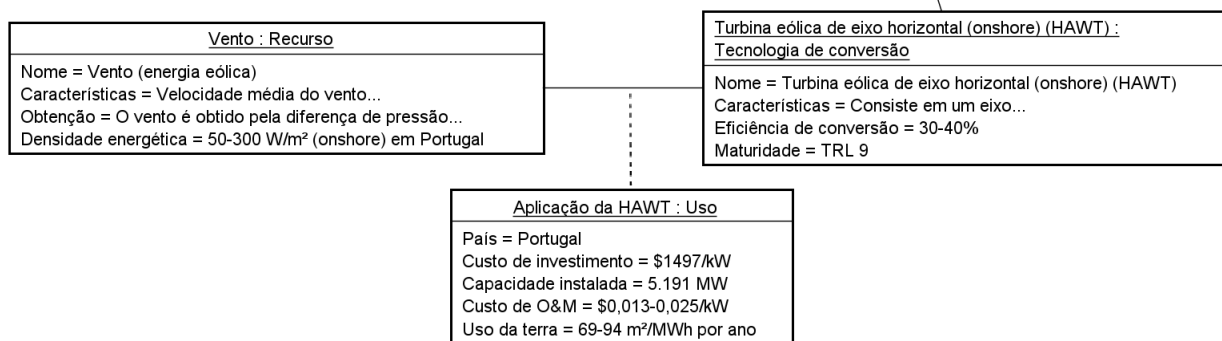 Vento : Recurso
Nome = Vento (energia eólica)
Características = Velocidade média do vento...
Obtenção = O vento é obtido pela diferença de pressão...
Densidade energética = 50-300 W/m² (onshore) em Portugal
Turbina eólica de eixo horizontal (onshore) (HAWT) :
Tecnologia de conversão
Nome = Turbina eólica de eixo horizontal (onshore) (HAWT)
Características = Consiste em um eixo...
Eficiência de conversão = 30-40%
Maturidade = TRL 9
Aplicação da HAWT : Uso
País = Portugal
Custo de investimento = $1497/kW
Capacidade instalada = 5.191 MW
Custo de O&M = $0,013-0,025/kW
Uso da terra = 69-94 m²/MWh por ano